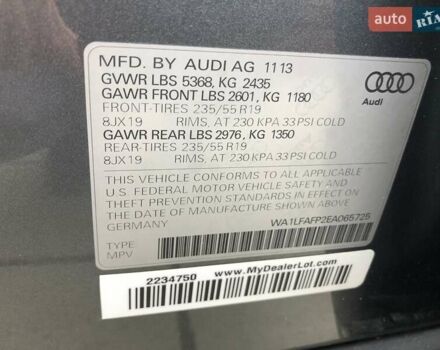 AUTO
RIA
MFD. BY AUDI AG 11 13
GVWR LBS 5368, KG 2435
GAWR FRONT LBS 2601, KG 1180
FRONT-TIRES 235/55 R19
8JX19 RIMS, AT 230 KPA 33 PSI COLD
GAWR REAR LBS 2976, KG 1350
REAR-TIRES 235/55 R19
8JX19 RIMS, AT 230 KPA 33 PSI COLD
Audi
THIS VEHICLE CONFORMS TO ALL APPLICABLE
U.S. FEDERAL MOTOR VEHICLE SAFETY AND
THEFT PREVENTION STANDARDS IN EFFECT ON
THE DATE OF MANUFACTURE SHOWN ABOVE.
GERMANY
WA1LFAFP2EA065725
TYPE
MPV
2234750
www.MyDealerLot.com